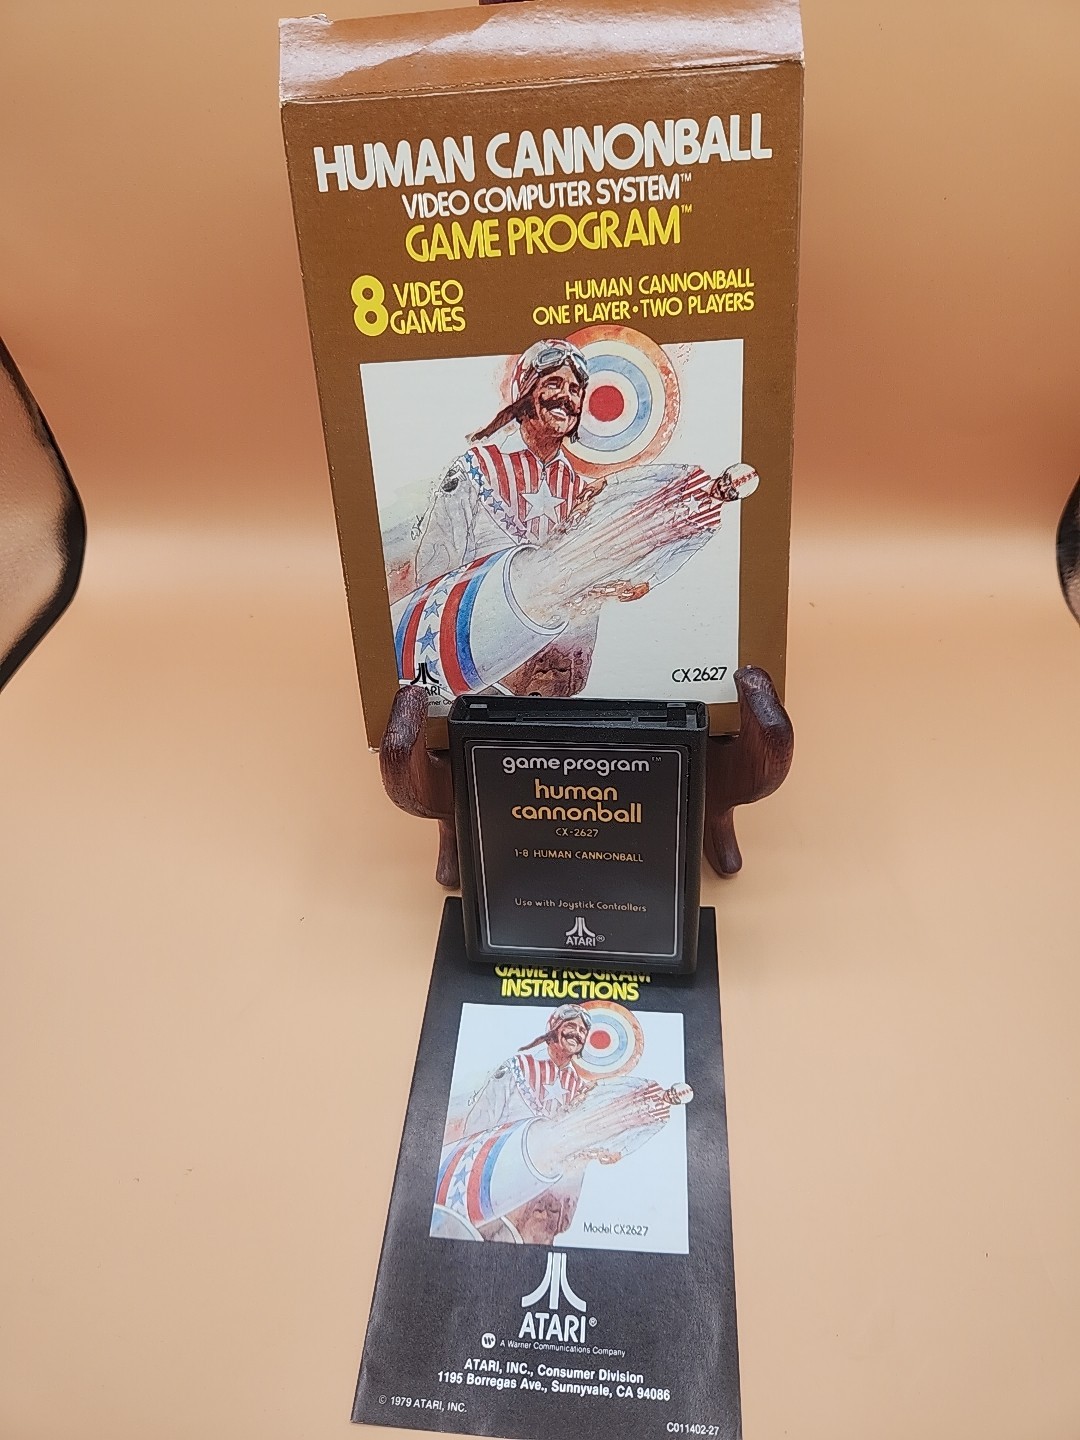 HUMAN CANNONBALL
VIDEO COMPUTER SYSTEM™
GAME PROGRAM™
8 VIDEO GAMES
HUMAN CANNONBALL
ONE PLAYER • TWO PLAYERS
CX2627
ATARI
game program™
human
cannonball
CX-2627
1-8 HUMAN CANNONBALL
Use with Joystick Controllers
ATARI®
GAME PROGRAM
INSTRUCTIONS
Model CX2627
ATARI®
A Warner Communications Company
ATARI, INC., Consumer Division
1195 Borregas Ave., Sunnyvale, CA 94086
© 1979 ATARI, INC.
C011402-27